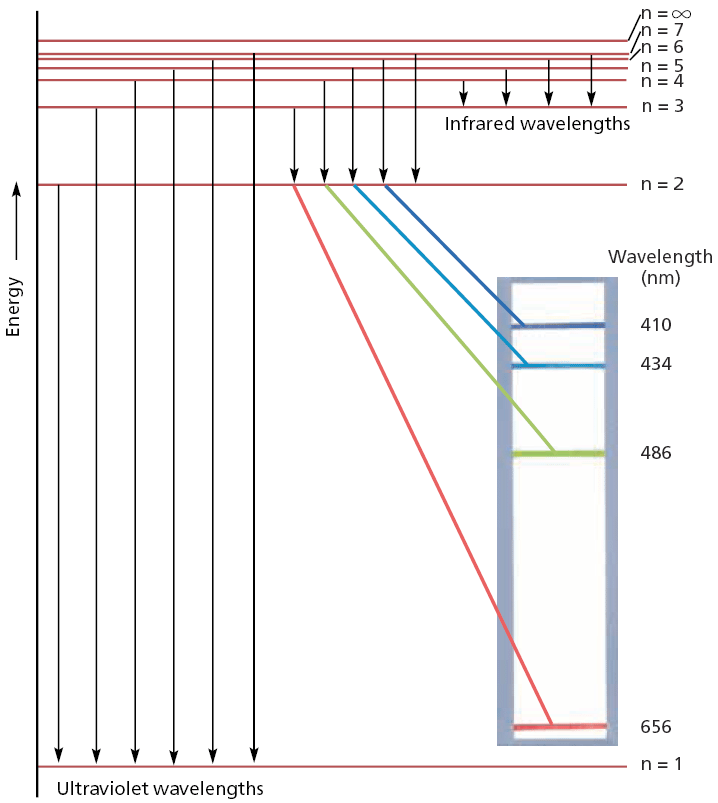 n = ∞
n = 7
n = 6
n = 5
n = 4
n = 3
Infrared wavelengths
n = 2
Energy
Wavelength
(nm)
410
434
486
656
n = 1
Ultraviolet wavelengths